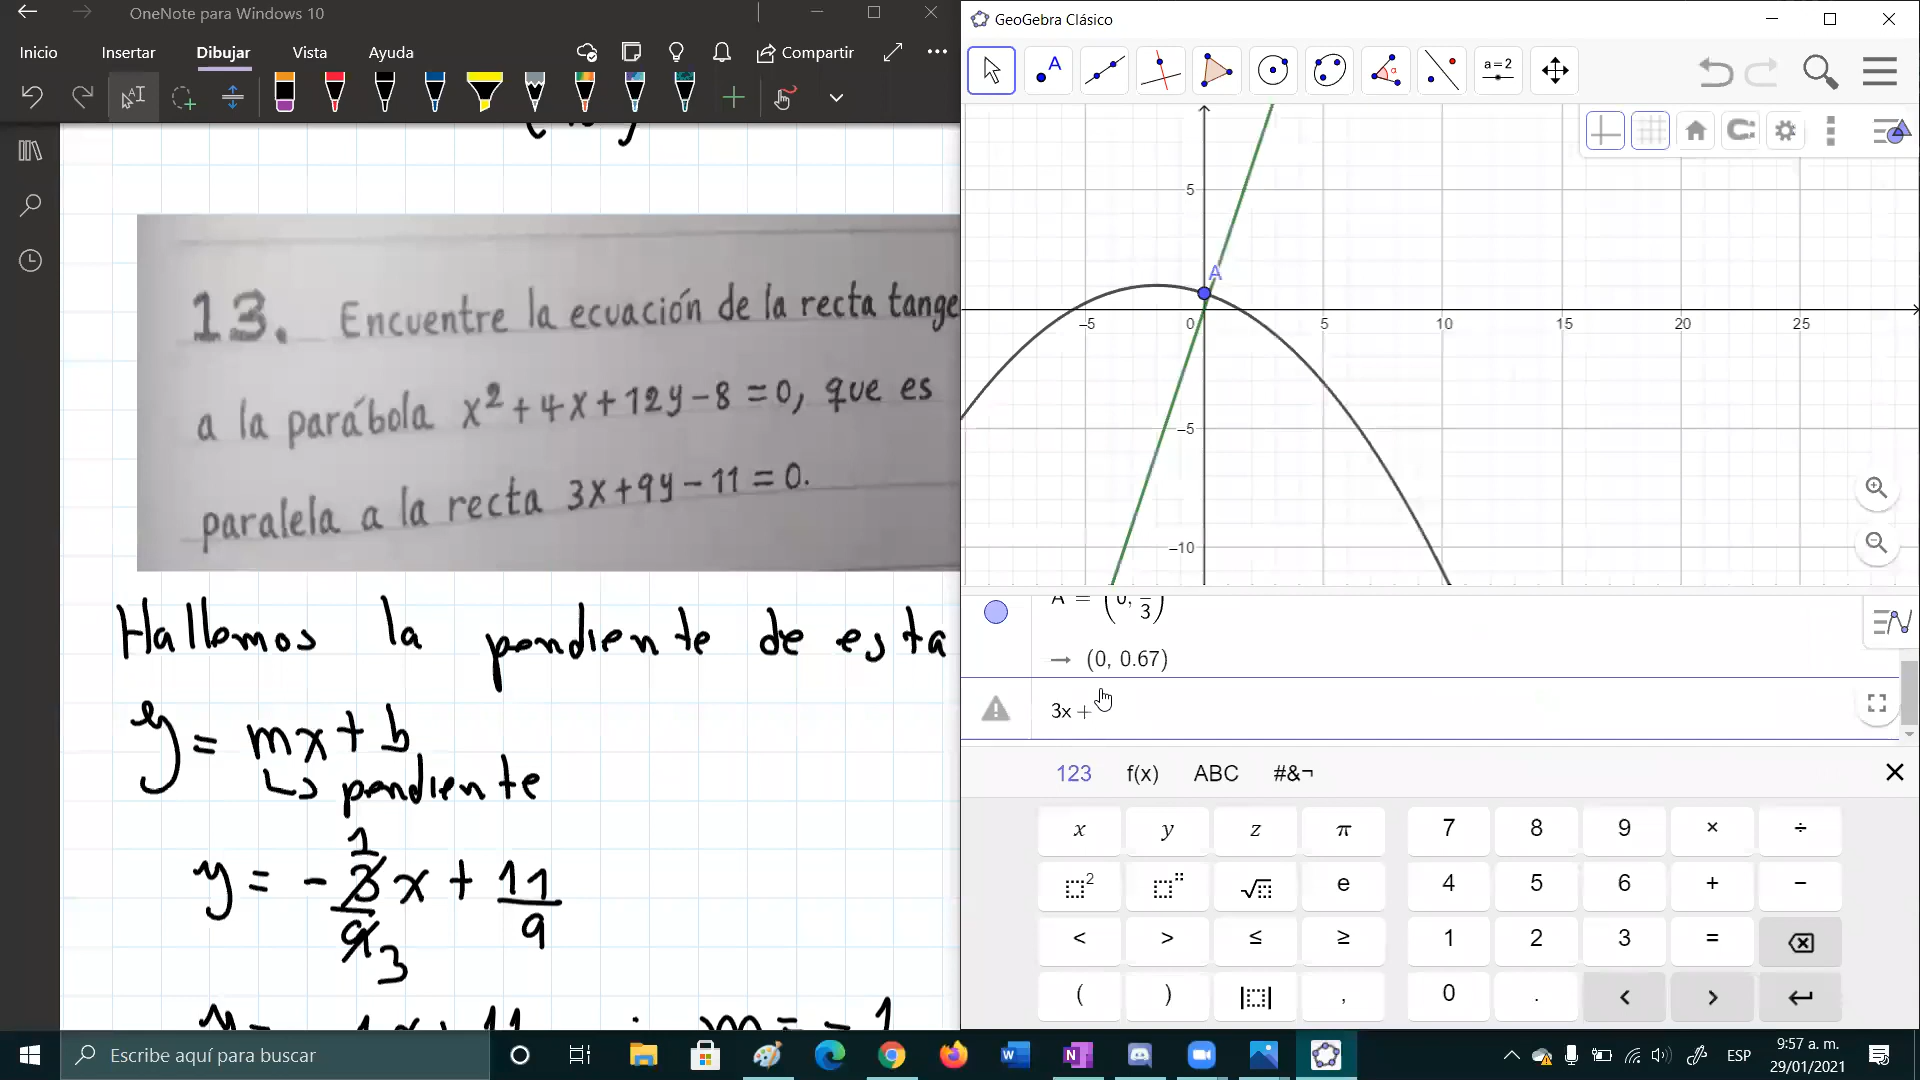 OneNote para Windows 10
Inicio Insertar Dibujar Vista Ayuda Compartir
13. Encuentre la ecuación de la recta tange
a la parábola x² + 4x + 12y - 8 = 0, que es
paralela a la recta 3x + 9y - 11 = 0.
Hallemos la pendiente de esta
y = mx + b
↳ pendiente
1
y = - 3/9 x + 11/9
3
GeoGebra Clásico
A
a=2
5
A
-5 0 5 10 15 20 25
-5
-10
→ (0, 0.67)
3x +
123 f(x) ABC #&¬
x y z π 7 8 9 × ÷
e 4 5 6 + −
< > ≤ ≥ 1 2 3 =
( ) , 0 . < >
Escribe aquí para buscar
ESP
9:57 a. m.
29/01/2021